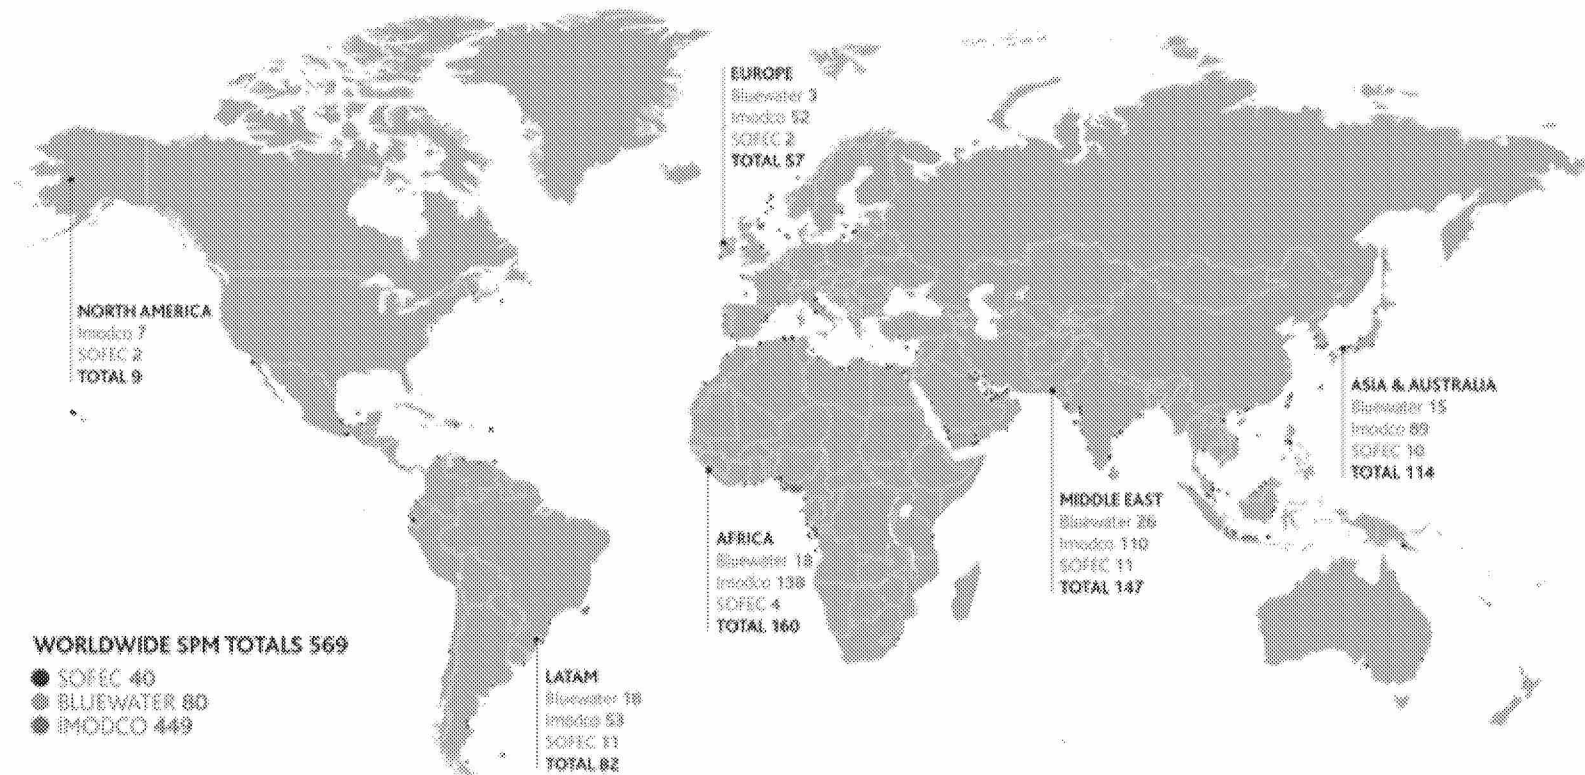 EUROPE
Bluewater 3
Imodco 52
SOFEC 2
TOTAL 57
NORTH AMERICA
Imodco 7
SOFEC 2
TOTAL 9
ASIA & AUSTRALIA
Bluewater 15
Imodco 89
SOFEC 10
TOTAL 114
MIDDLE EAST
Bluewater 26
Imodco 110
SOFEC 11
TOTAL 147
AFRICA
Bluewater 18
Imodco 138
SOFEC 4
TOTAL 160
LATAM
Bluewater 18
Imodco 53
SOFEC 11
TOTAL 82
WORLDWIDE SPM TOTALS 569
SOFEC 40
BLUEWATER 80
IMODCO 449